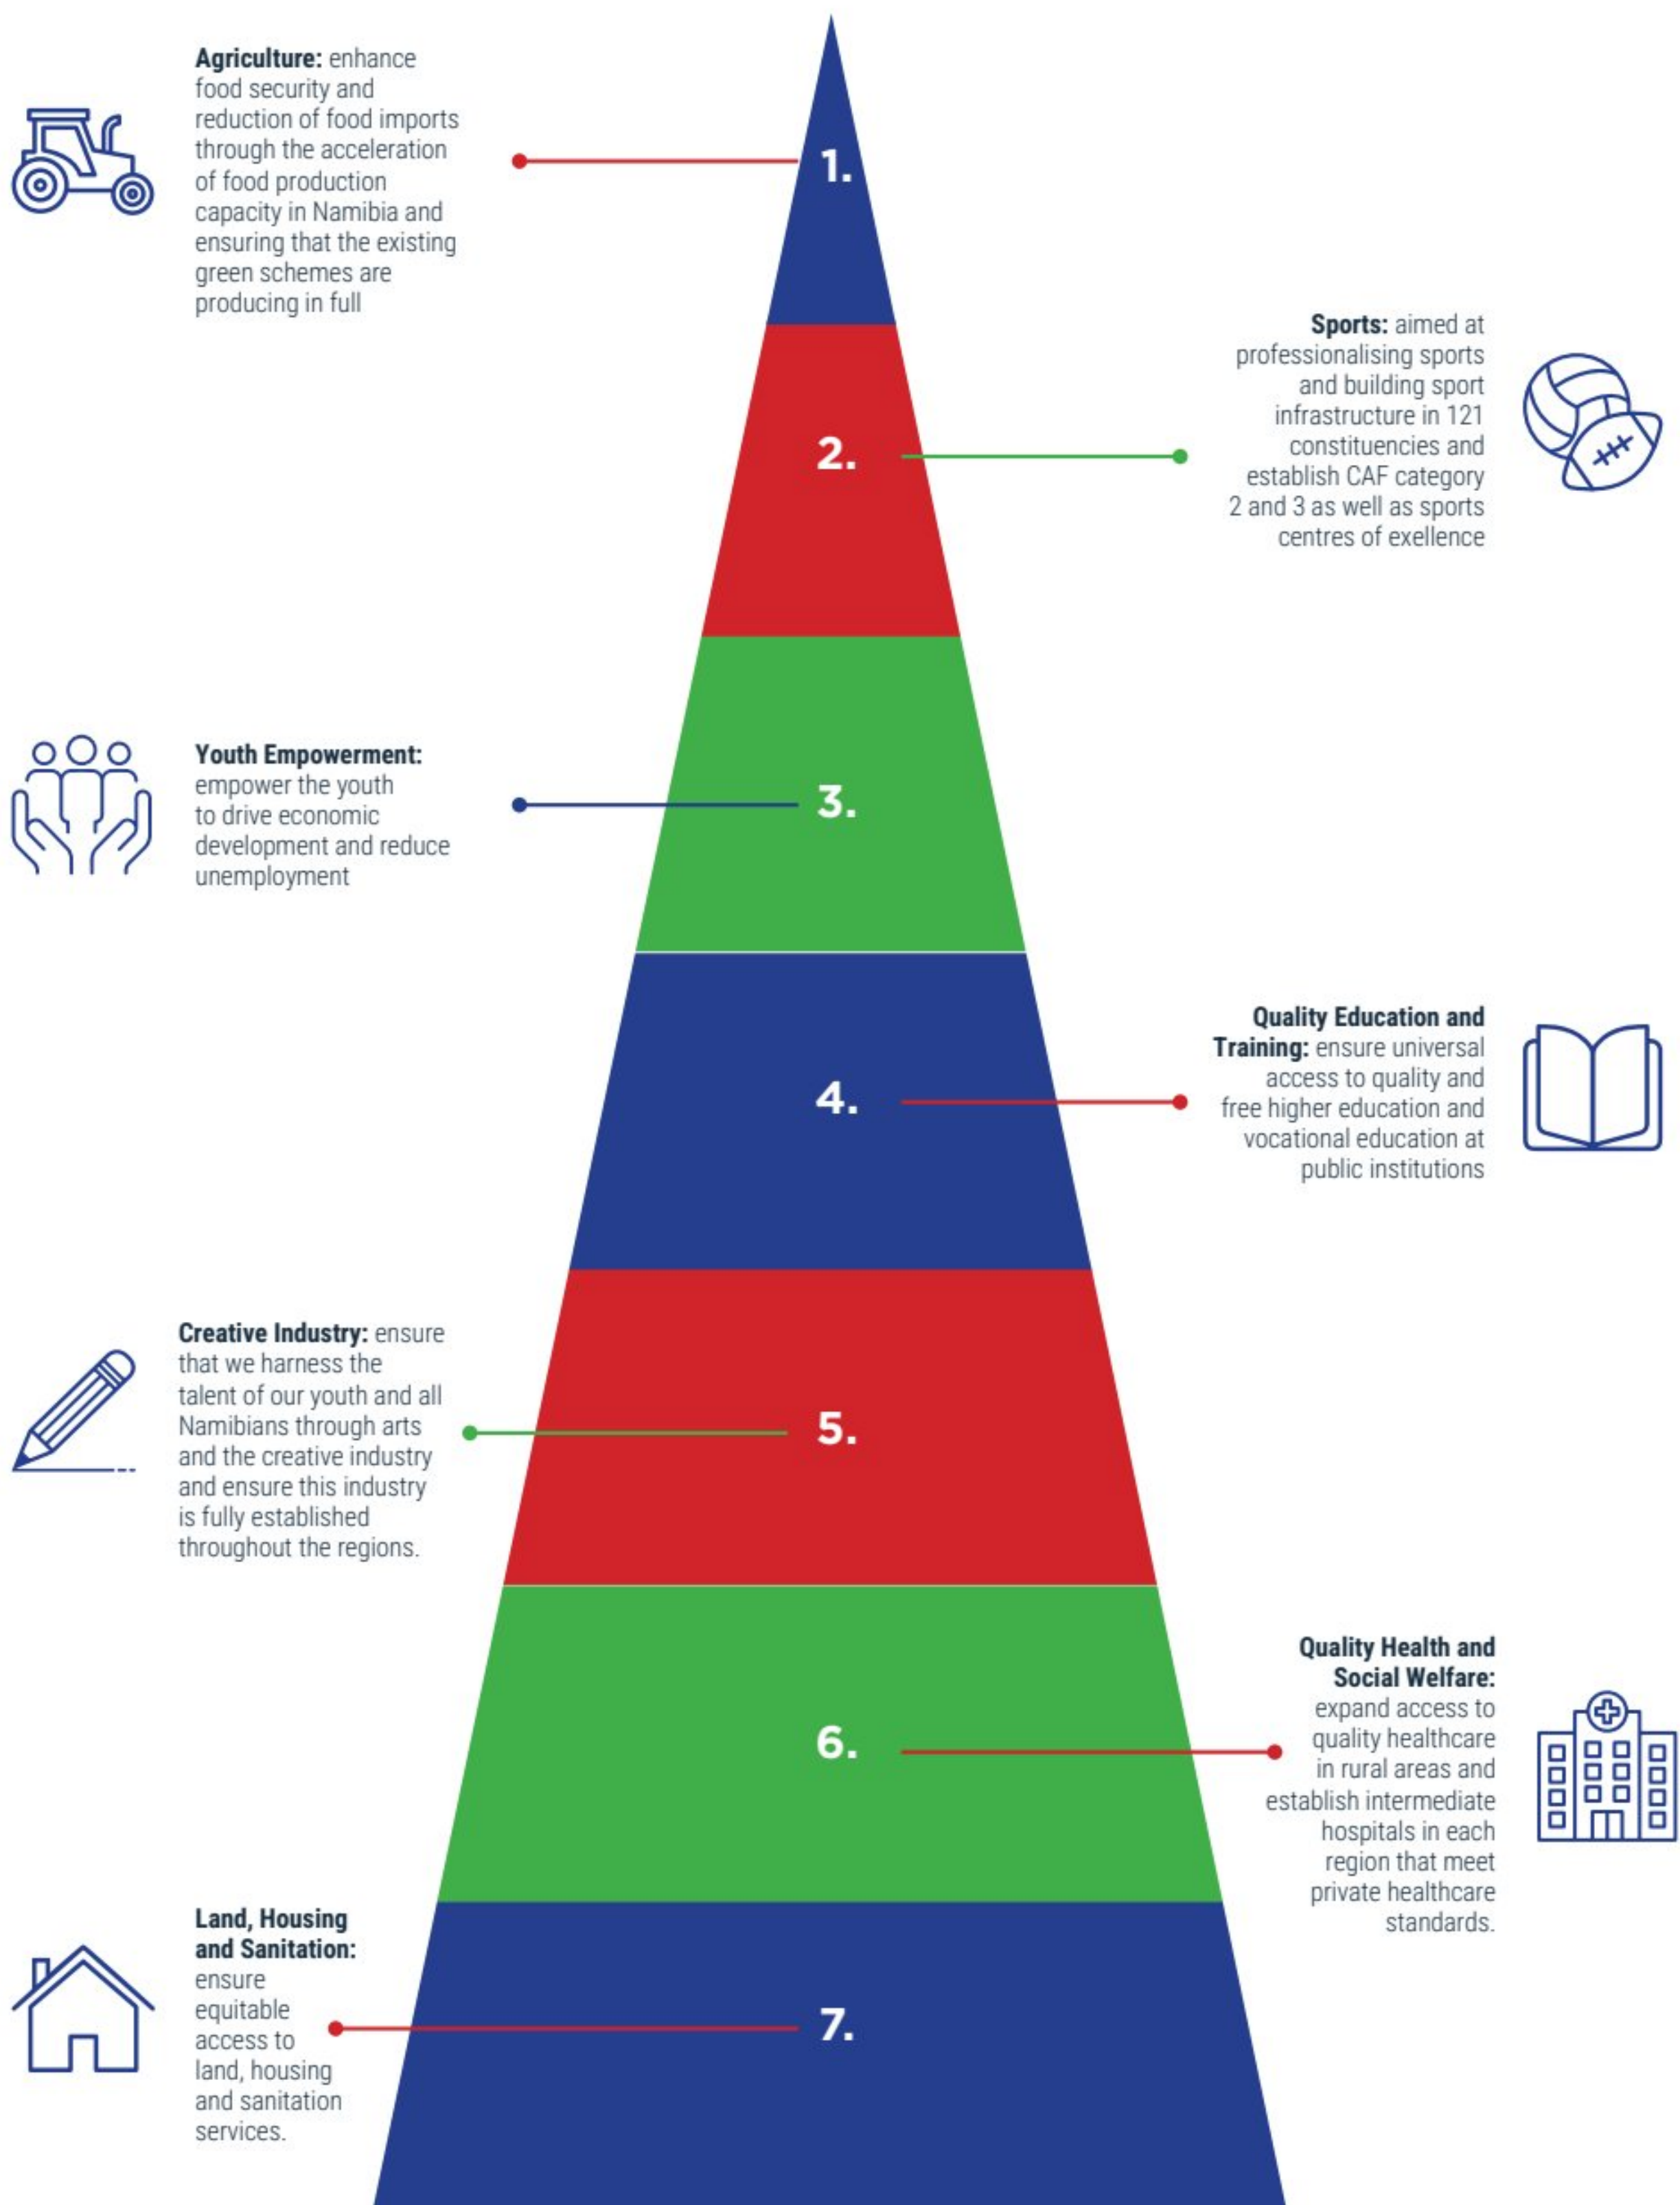 Agriculture: enhance
food security and
reduction of food imports
through the acceleration
of food production
capacity in Namibia and
ensuring that the existing
green schemes are
producing in full
1.
Sports: aimed at
professionalising sports
and building sport
infrastructure in 121
constituencies and
establish CAF category
2 and 3 as well as sports
centres of exellence
2.
Youth Empowerment:
empower the youth
to drive economic
development and reduce
unemployment
3.
Quality Education and
Training: ensure universal
access to quality and
free higher education and
vocational education at
public institutions
4.
Creative Industry: ensure
that we harness the
talent of our youth and all
Namibians through arts
and the creative industry
and ensure this industry
is fully established
throughout the regions.
5.
Quality Health and
Social Welfare:
expand access to
quality healthcare
in rural areas and
establish intermediate
hospitals in each
region that meet
private healthcare
standards.
6.
Land, Housing
and Sanitation:
ensure
equitable
access to
land, housing
and sanitation
services.
7.